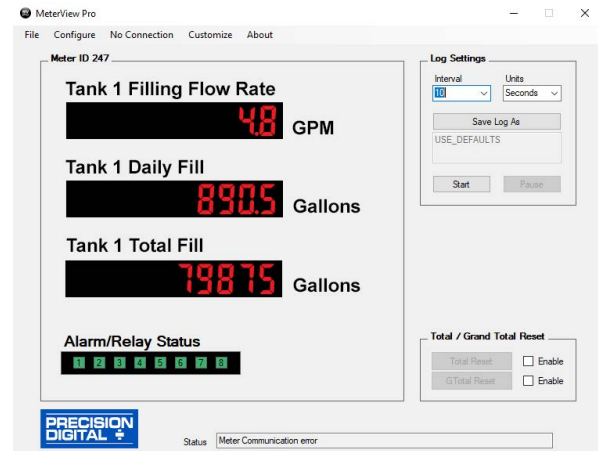 MeterView Pro
File Configure No Connection Customize About
Meter ID 247
Tank 1 Filling Flow Rate
4.8 GPM
Tank 1 Daily Fill
890.5 Gallons
Tank 1 Total Fill
79875 Gallons
Alarm/Relay Status
1 2 3 4 5 6 7 8
Log Settings
Interval Units
10 Seconds
Save Log As
USE_DEFAULTS
Start Pause
Total / Grand Total Reset
Total Reset Enable
GTotal Reset Enable
PRECISION
DIGITAL
Status Meter Communication error